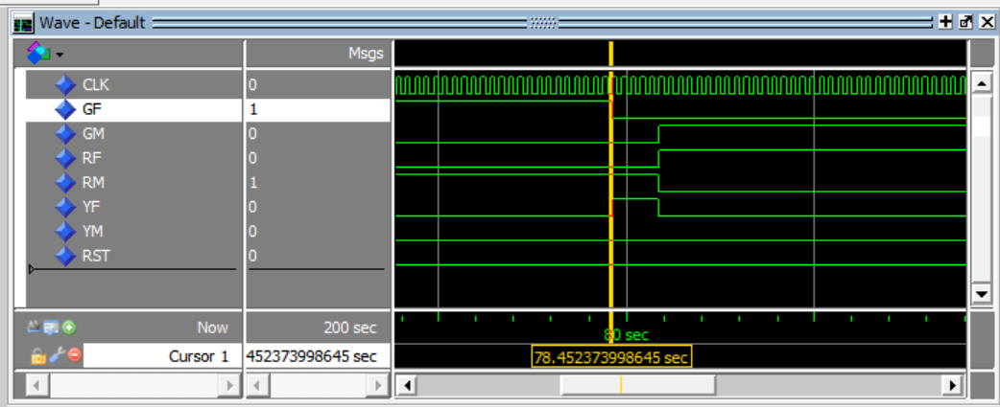 Wave - Default
Msgs
CLK 0
GF 1
GM 0
RF 0
RM 1
YF 0
YM 0
RST 0
Now 200 sec 80 sec
Cursor 1 452373998645 sec 78.452373998645 sec